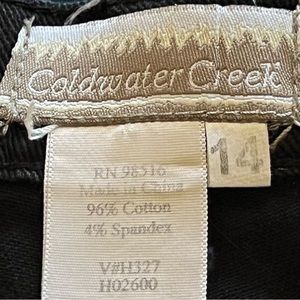 Coldwater Creek
14
RN 98516
Made in China
96% Cotton
4% Spandex
V#H327
H02600